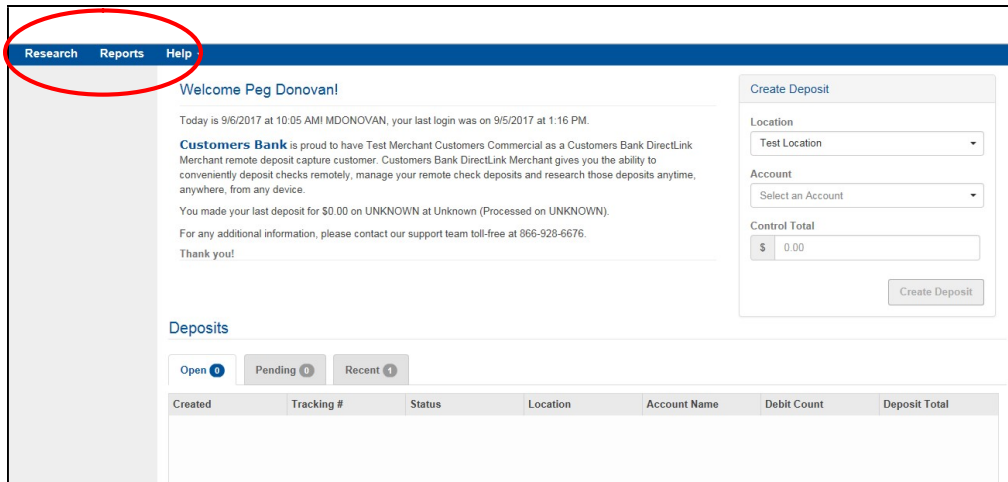 Research Reports Help
Welcome Peg Donovan!
Today is 9/6/2017 at 10:05 AM! MDONOVAN, your last login was on 9/5/2017 at 1:16 PM.
Customers Bank is proud to have Test Merchant Customers Commercial as a Customers Bank DirectLink
Merchant remote deposit capture customer. Customers Bank DirectLink Merchant gives you the ability to
conveniently deposit checks remotely, manage your remote check deposits and research those deposits anytime,
anywhere, from any device.
You made your last deposit for $0.00 on UNKNOWN at Unknown (Processed on UNKNOWN).
For any additional information, please contact our support team toll-free at 866-928-6676.
Thank you!
Create Deposit
Location
Test Location
Account
Select an Account
Control Total
$ 0.00
Create Deposit
Deposits
Open 0 Pending 0 Recent 1
Created Tracking # Status Location Account Name Debit Count Deposit Total